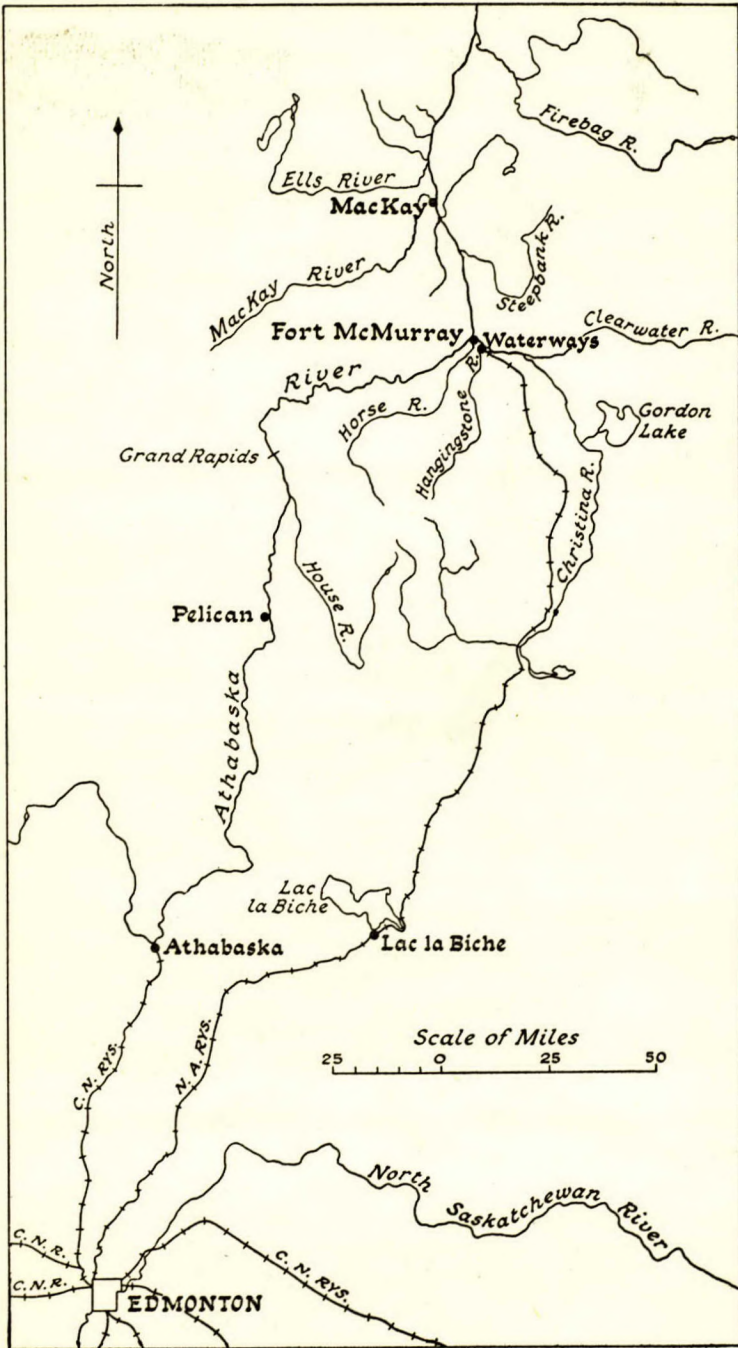 Firebag R.
North
Ells River
MacKay
MacKay River
Steepbank R.
Fort McMurray
Waterways
Clearwater R.
River
Horse R.
Hangingstone R.
Gordon
Lake
Grand Rapids
Christina R.
House R.
Pelican
Athabaska
Lac
la Biche
Athabaska
Lac la Biche
Scale of Miles
25 0 25 50
C.N. RYS.
N.A. RYS.
North Saskatchewan River
C.N.R.
C.N.R.
C.N. RYS.
EDMONTON